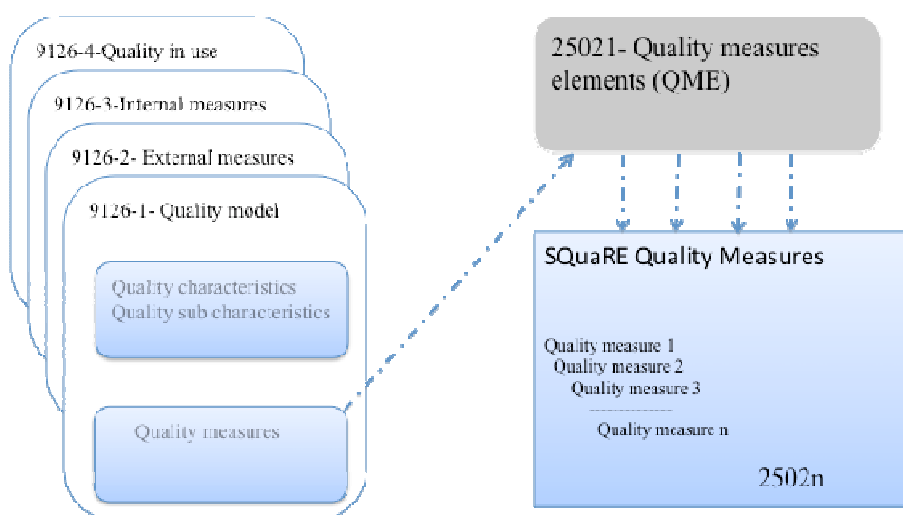 9126-4-Quality in use
9126-3-Internal measures
9126-2- External measures
9126-1- Quality model
Quality characteristics
Quality sub characteristics
Quality measures
25021- Quality measures
elements (QME)
SQuaRE Quality Measures
Quality measure 1
Quality measure 2
Quality measure 3
Quality measure n
2502n